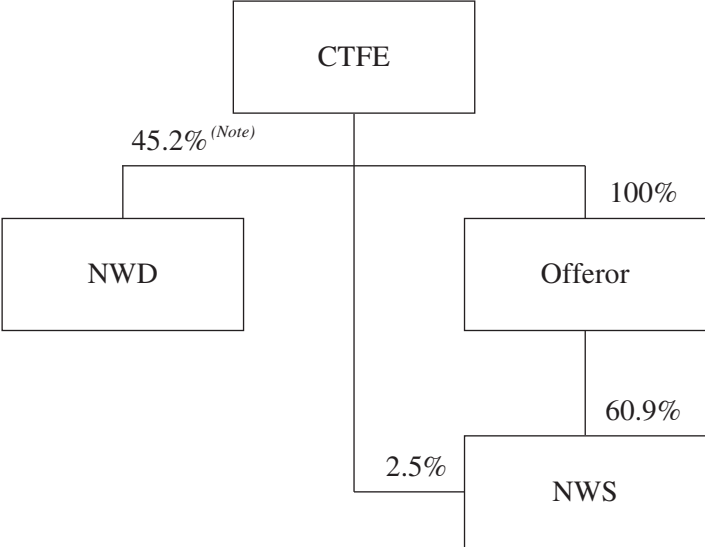 CTFE
45.2% (Note)
100%
NWD
Offeror
60.9%
2.5%
NWS